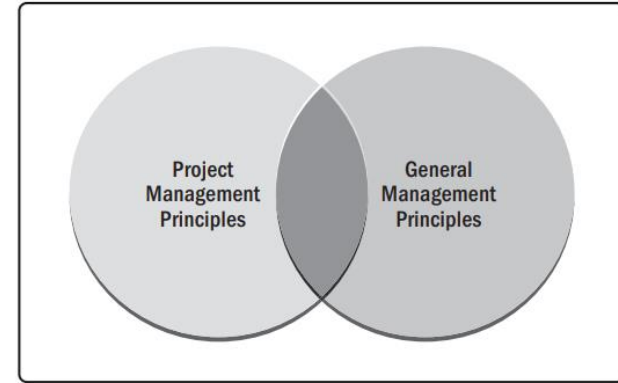 Project
Management
Principles
General
Management
Principles